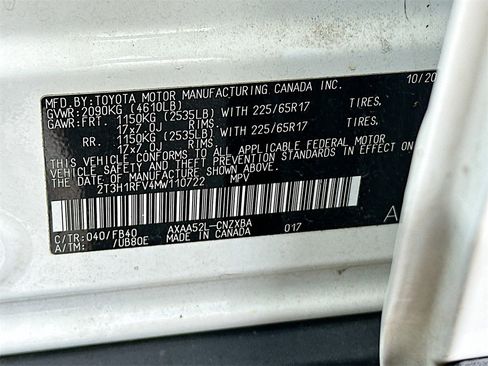 MFD.BY:TOYOTA MOTOR MANUFACTURING CANADA INC. 10/20
GVWR:2090KG (4610LB)
GAWR:FRT. 1150KG (2535LB) WITH 225/65R17 TIRES,
17x7.0J RIMS,
RR. 1150KG (2535LB) WITH 225/65R17 TIRES,
17x7.0J RIMS,
THIS VEHICLE CONFORMS TO ALL APPLICABLE FEDERAL MOTOR
VEHICLE SAFETY AND THEFT PREVENTION STANDARDS
IN EFFECT ON THE DATE OF MANUFACTURE SHOWN ABOVE.
2T3H1RFV4MW110722 MPV
A
C/TR:040/FB40 AXAA52L-CNZXBA 017
A/TM: /UB80E MADE IN CANADA